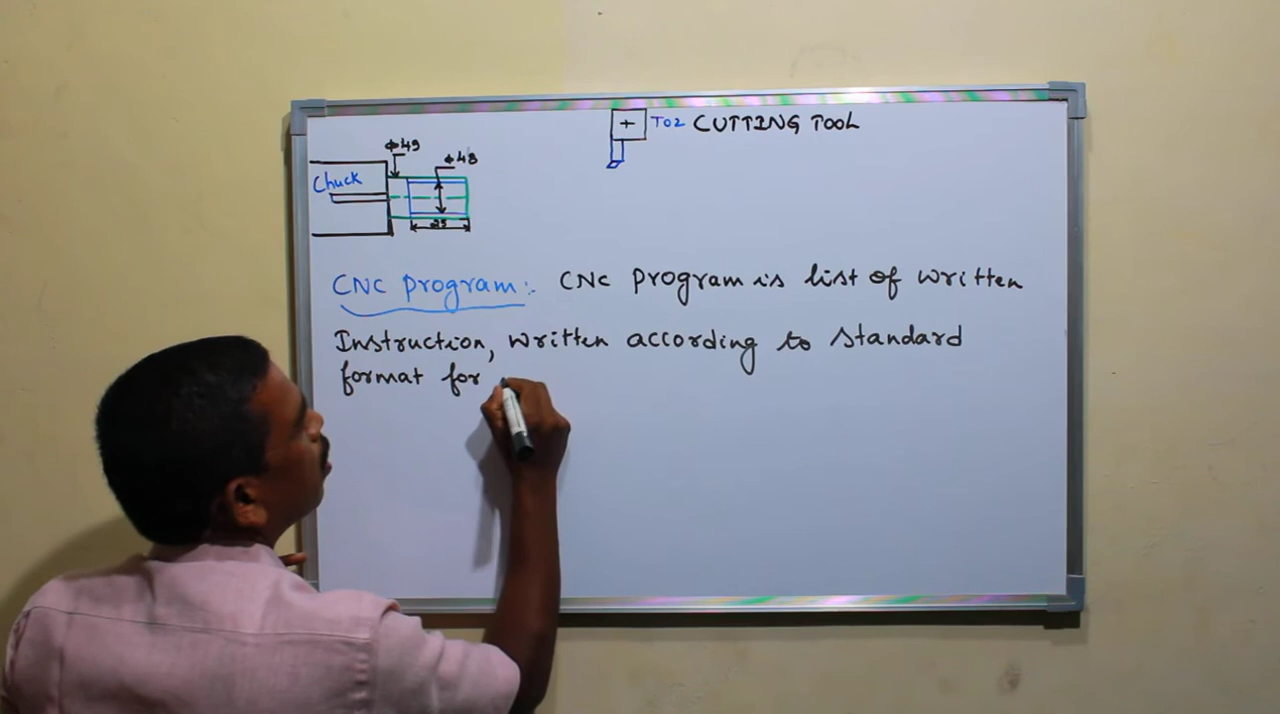 T02 CUTTING TOOL
Φ49
Φ48
Chuck
25
CNC Program:- CNC Program is list of written
Instruction, written according to standard
format for